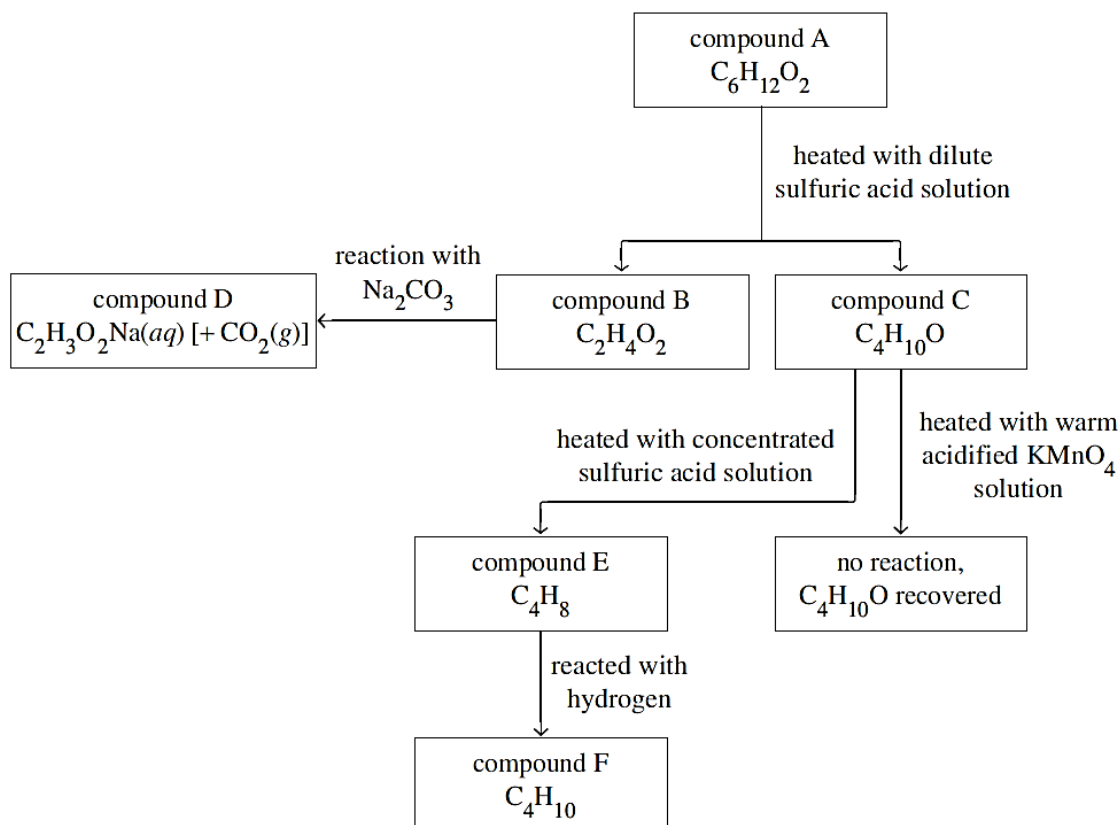 compound A
C₆H₁₂O₂
heated with dilute
sulfuric acid solution
reaction with
Na₂CO₃
compound D
C₂H₃O₂Na(aq) [+ CO₂(g)]
compound B
C₂H₄O₂
compound C
C₄H₁₀O
heated with concentrated
sulfuric acid solution
heated with warm
acidified KMnO₄
solution
compound E
C₄H₈
no reaction,
C₄H₁₀O recovered
reacted with
hydrogen
compound F
C₄H₁₀